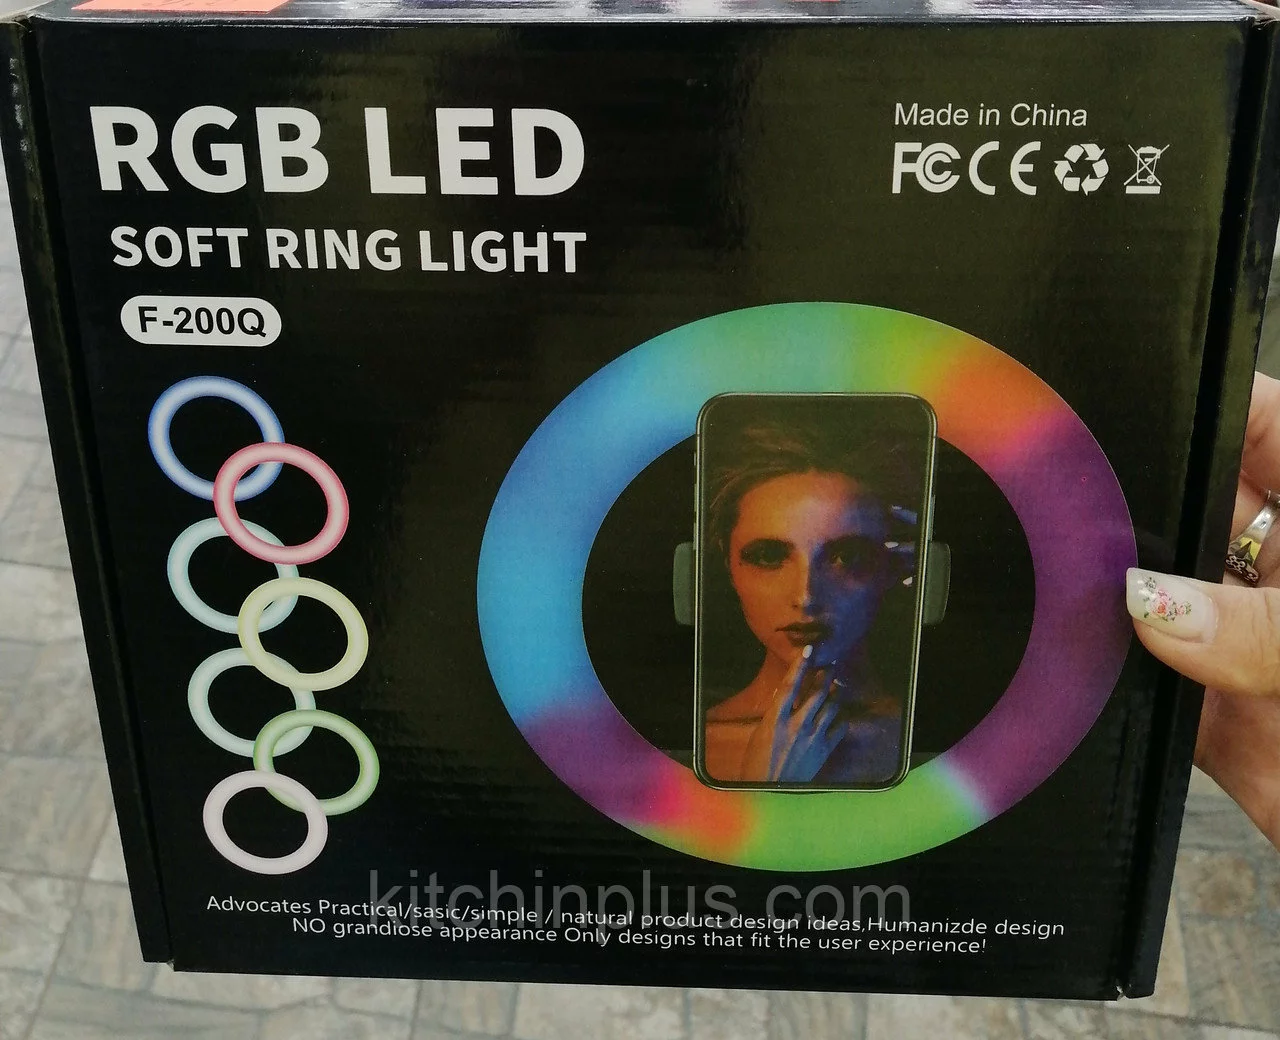 RGB LED
SOFT RING LIGHT
F-200Q
Made in China
FC CE
kitchinplus.com
Advocates Practical/sasic/simple / natural product design ideas,Humanizde design
NO grandiose appearance Only designs that fit the user experience!